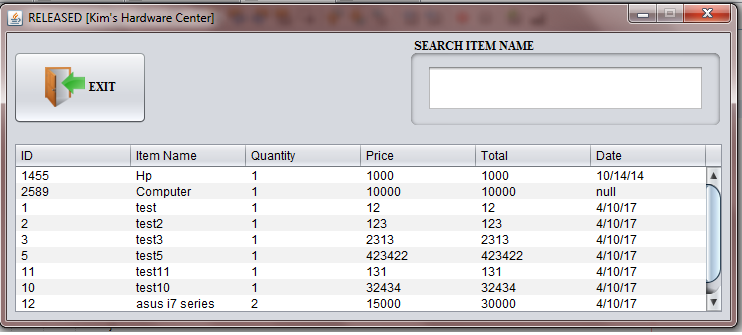 RELEASED [Kim's Hardware Center]
SEARCH ITEM NAME
EXIT
ID Item Name Quantity Price Total Date
1455 Hp 1 1000 1000 10/14/14
2589 Computer 1 10000 10000 null
1 test 1 12 12 4/10/17
2 test2 1 123 123 4/10/17
3 test3 1 2313 2313 4/10/17
5 test5 1 423422 423422 4/10/17
11 test11 1 131 131 4/10/17
10 test10 1 32434 32434 4/10/17
12 asus i7 series 2 15000 30000 4/10/17